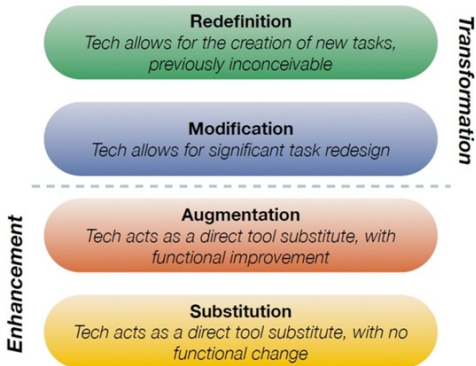 Redefinition
Tech allows for the creation of new tasks,
previously inconceivable
Transformation
Modification
Tech allows for significant task redesign
Enhancement
Augmentation
Tech acts as a direct tool substitute, with
functional improvement
Substitution
Tech acts as a direct tool substitute, with no
functional change